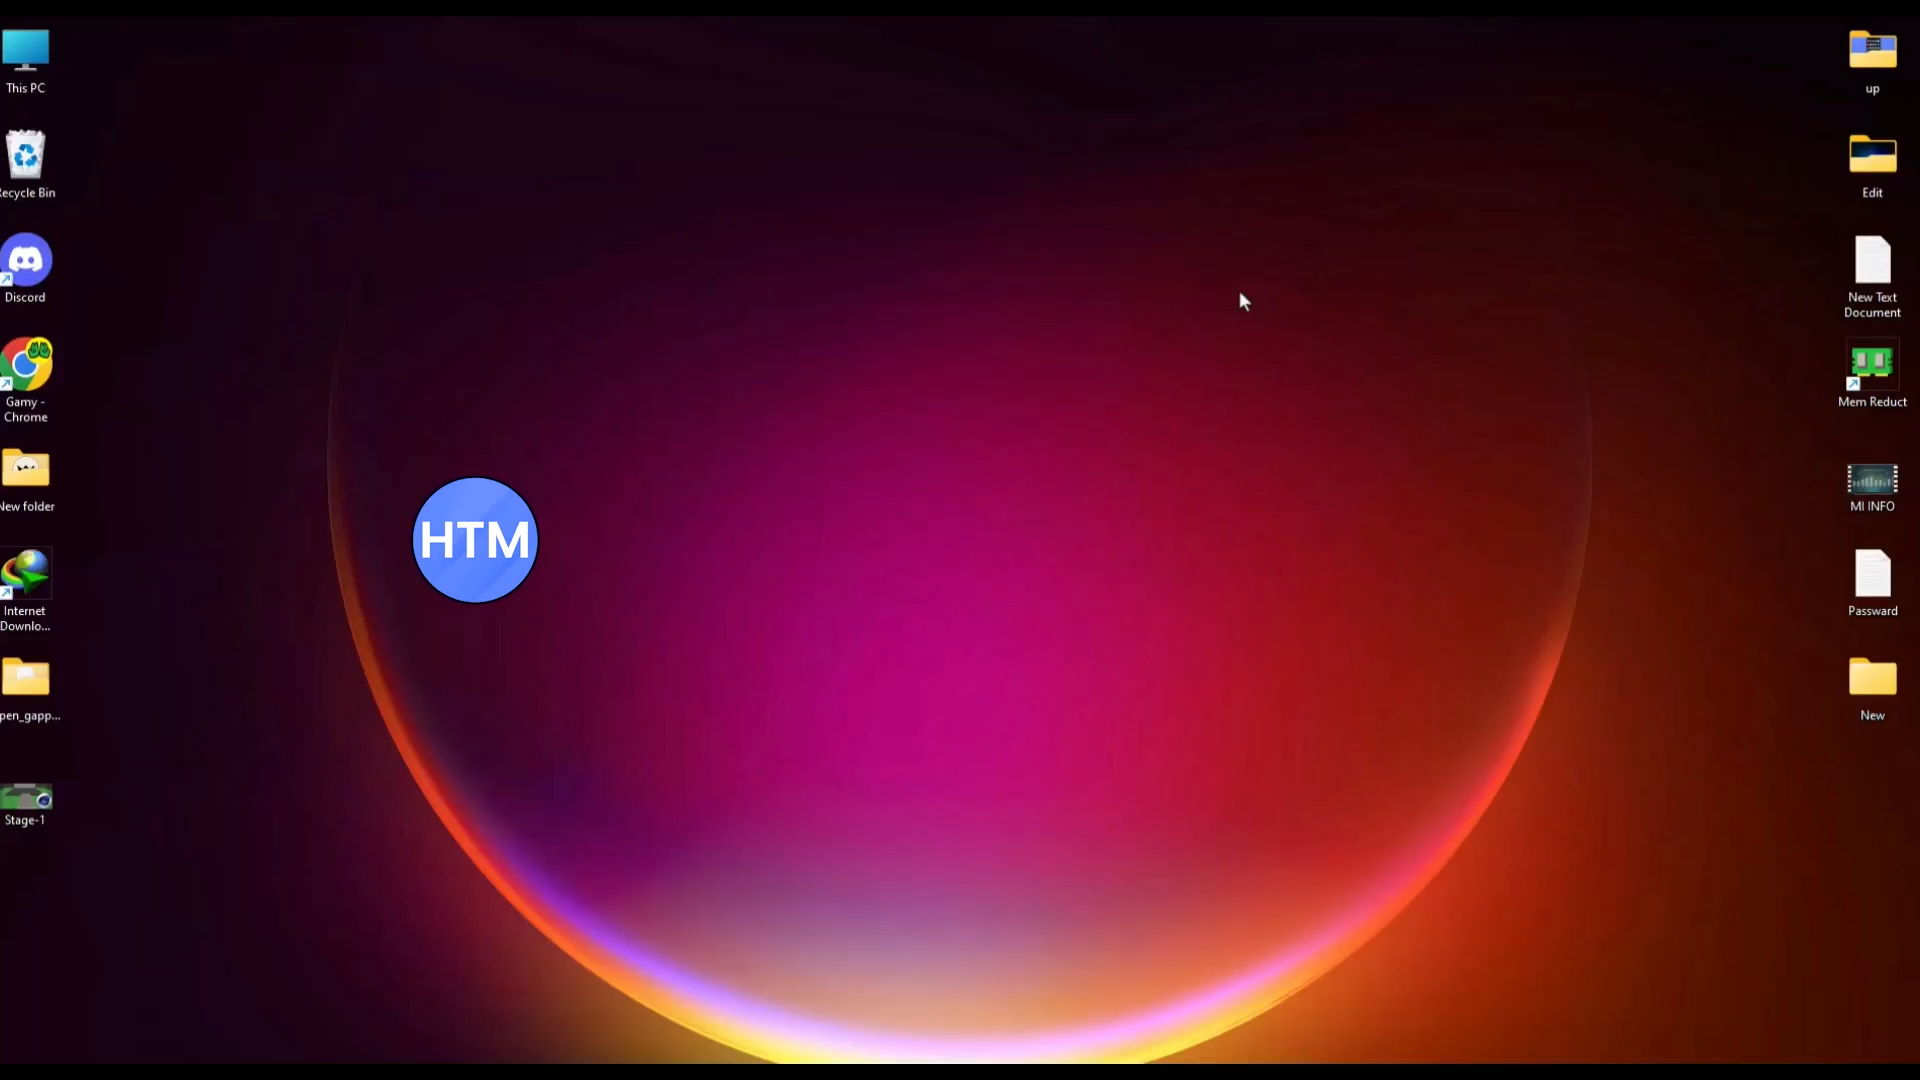 This PC
Recycle Bin
Discord
Gamy -
Chrome
New folder
Internet
Downlo...
pen_gapp...
Stage-1
HTM
up
Edit
New Text
Document
Mem Reduct
MI INFO
Passward
New